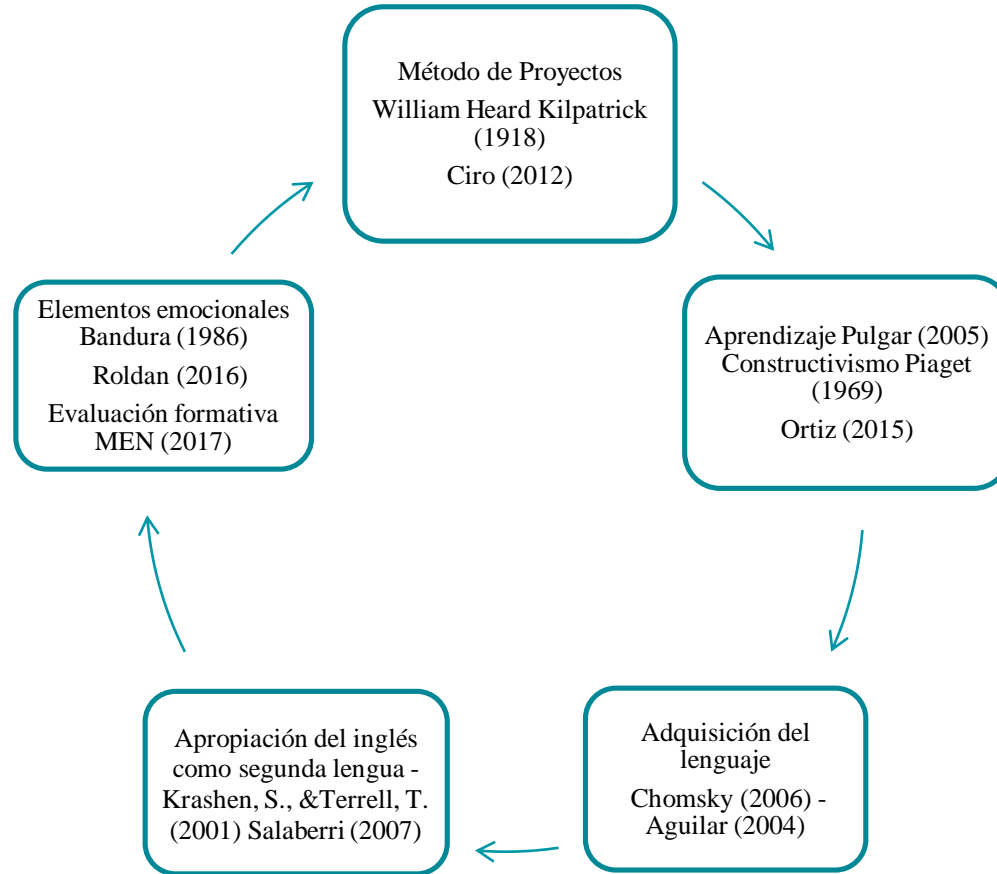 Método de Proyectos
William Heard Kilpatrick
(1918)
Ciro (2012)
Aprendizaje Pulgar (2005)
Constructivismo Piaget
(1969)
Ortiz (2015)
Adquisición del
lenguaje
Chomsky (2006) -
Aguilar (2004)
Apropiación del inglés
como segunda lengua -
Krashen, S., &Terrell, T.
(2001) Salaberri (2007)
Elementos emocionales
Bandura (1986)
Roldan (2016)
Evaluación formativa
MEN (2017)